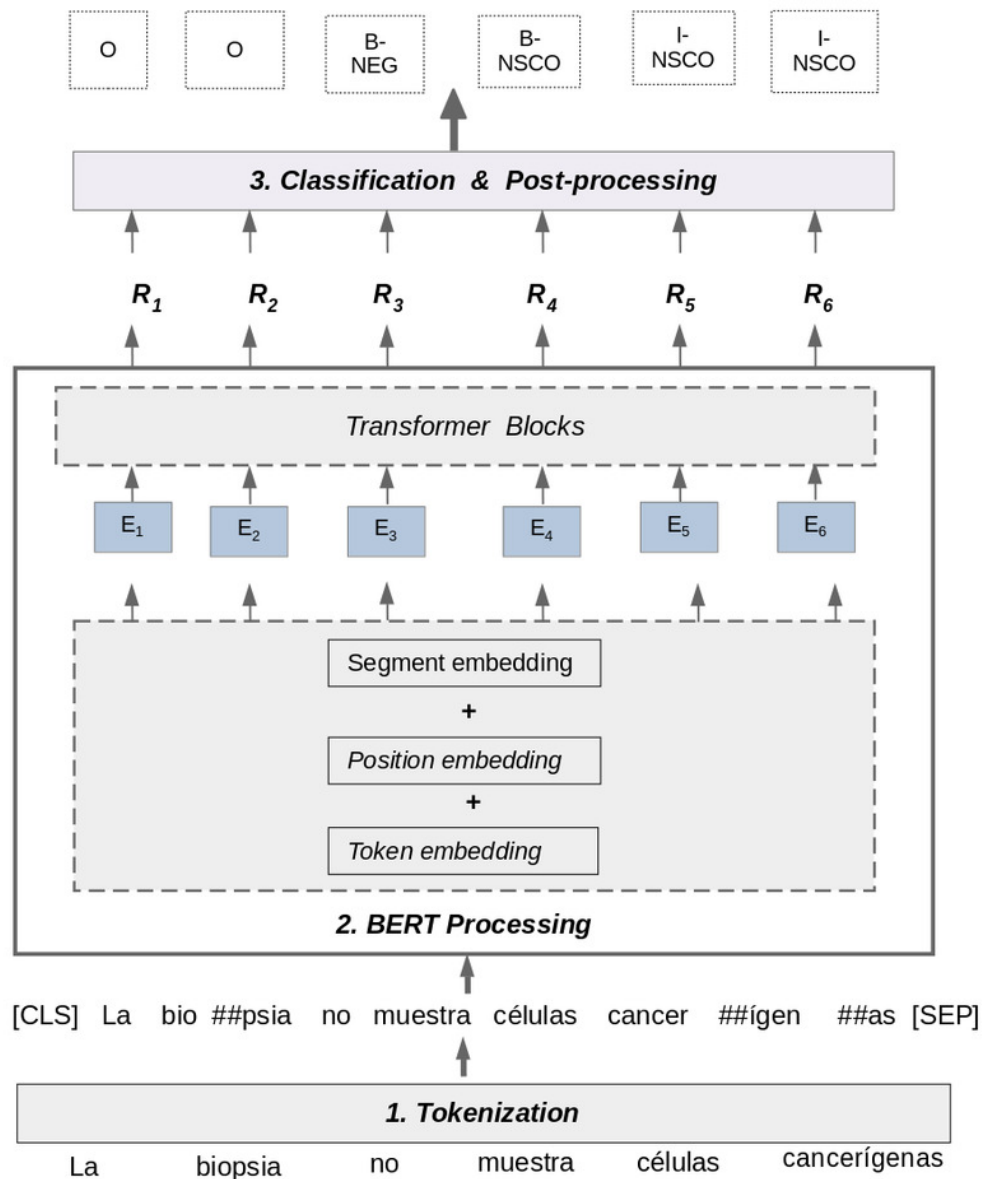 O O B-NEG B-NSCO I-NSCO I-NSCO
3. Classification & Post-processing
R1 R2 R3 R4 R5 R6
Transformer Blocks
E1 E2 E3 E4 E5 E6
Segment embedding
+
Position embedding
+
Token embedding
2. BERT Processing
[CLS] La bio ##psia no muestra células cancer ##ígen ##as [SEP]
1. Tokenization
La biopsia no muestra células cancerígenas